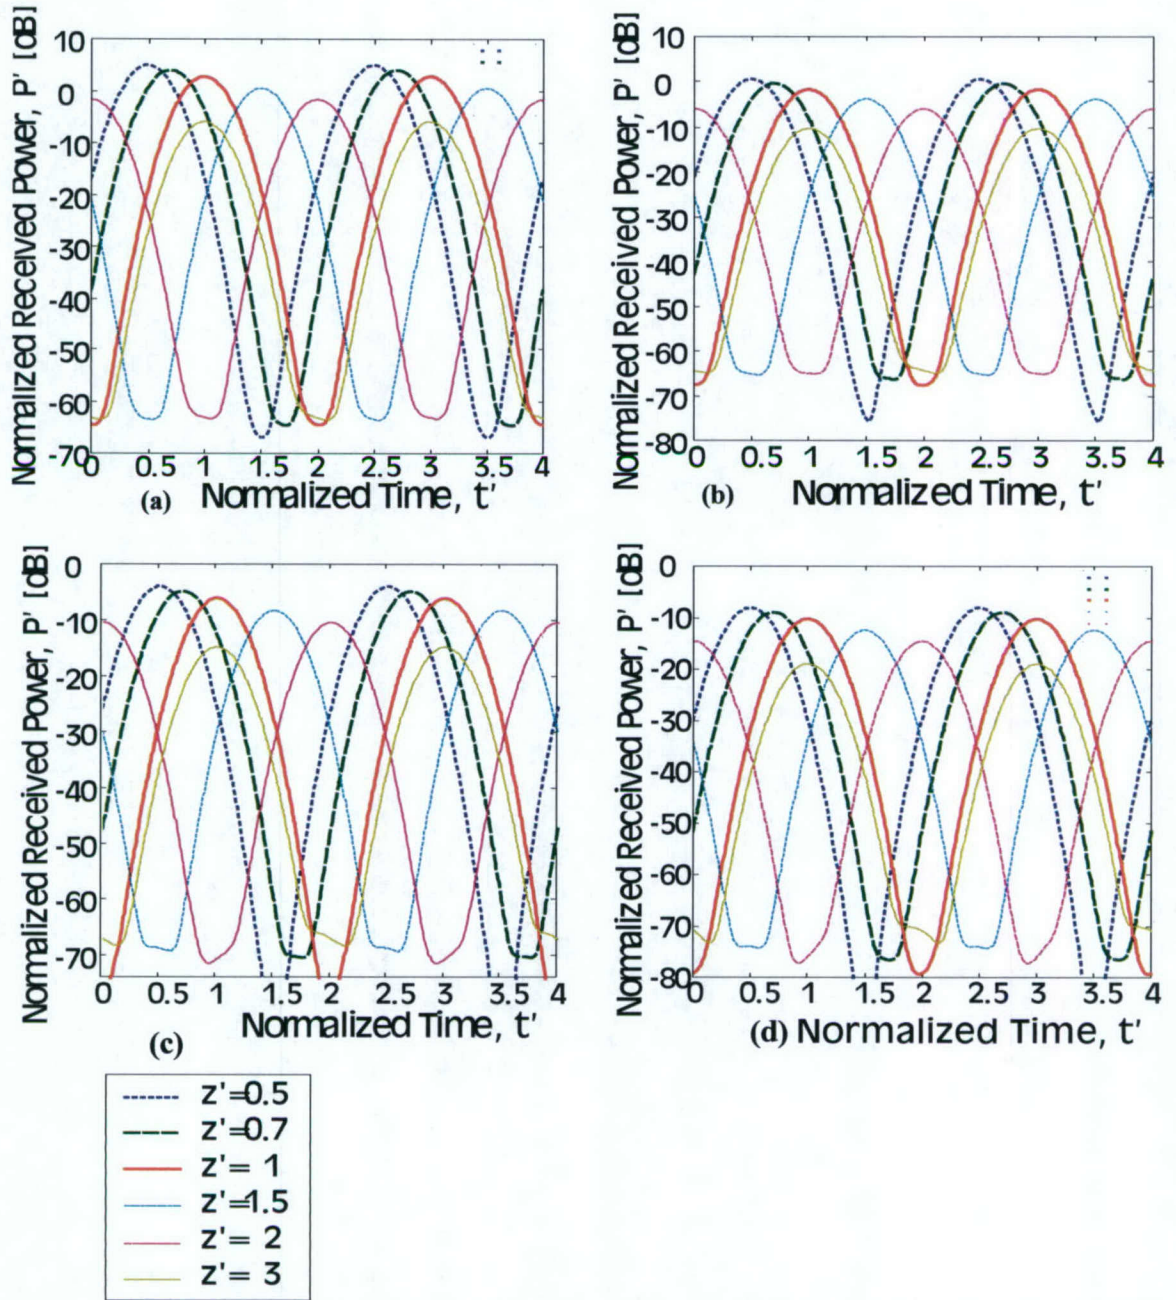 Normalized Received Power, P' [dB]
10
0
-10
-20
-30
-40
-50
-60
-70
0 0.5 1 1.5 2 2.5 3 3.5 4
(a) Normalized Time, t'
Normalized Received Power, P' [dB]
10
0
-10
-20
-30
-40
-50
-60
-70
-80
0 0.5 1 1.5 2 2.5 3 3.5 4
(b) Normalized Time, t'
Normalized Received Power, P' [dB]
0
-10
-20
-30
-40
-50
-60
-70
0 0.5 1 1.5 2 2.5 3 3.5 4
(c) Normalized Time, t'
Normalized Received Power, P' [dB]
0
-10
-20
-30
-40
-50
-60
-70
-80
0 0.5 1 1.5 2 2.5 3 3.5 4
(d) Normalized Time, t'
z'=0.5
z'=0.7
z'= 1
z'=1.5
z'= 2
z'= 3